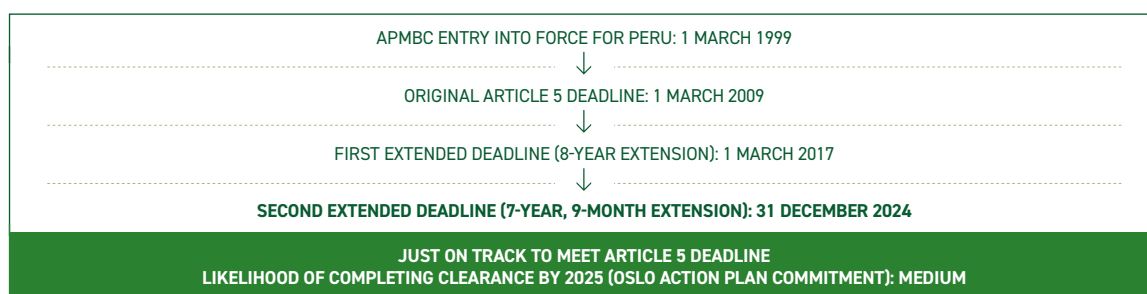 APMBC ENTRY INTO FORCE FOR PERU: 1 MARCH 1999
ORIGINAL ARTICLE 5 DEADLINE: 1 MARCH 2009
FIRST EXTENDED DEADLINE (8-YEAR EXTENSION): 1 MARCH 2017
SECOND EXTENDED DEADLINE (7-YEAR, 9-MONTH EXTENSION): 31 DECEMBER 2024
JUST ON TRACK TO MEET ARTICLE 5 DEADLINE
LIKELIHOOD OF COMPLETING CLEARANCE BY 2025 (OSLO ACTION PLAN COMMITMENT): MEDIUM